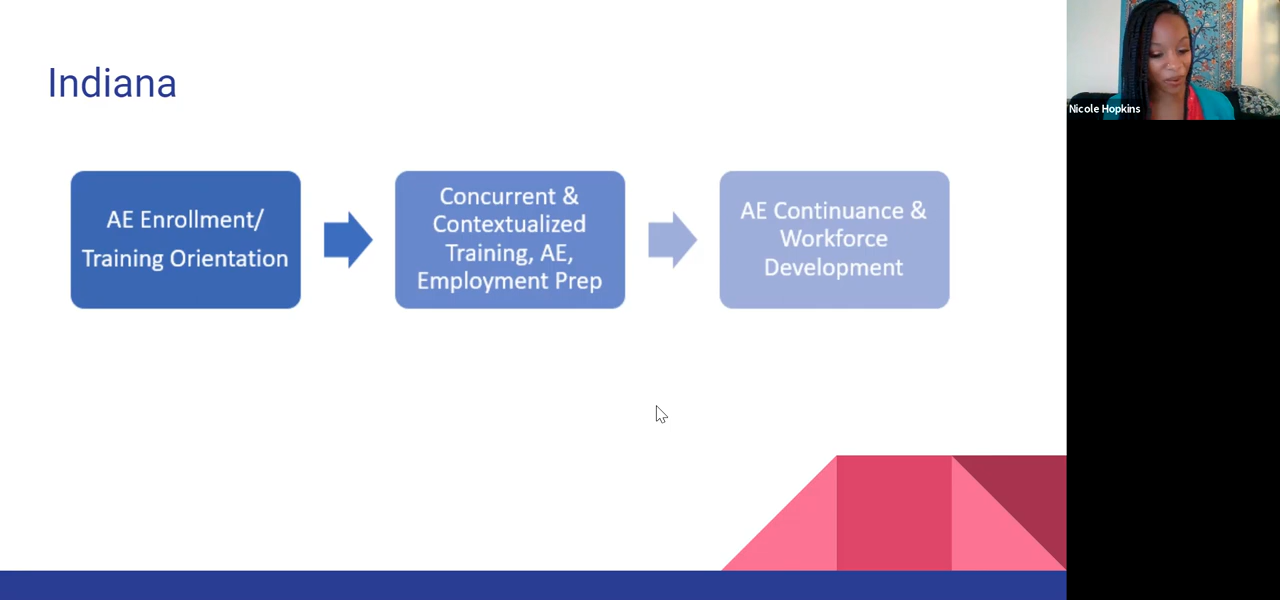 Indiana
AE Enrollment/
Training Orientation
Concurrent &
Contextualized
Training, AE,
Employment Prep
AE Continuance &
Workforce
Development
Nicole Hopkins